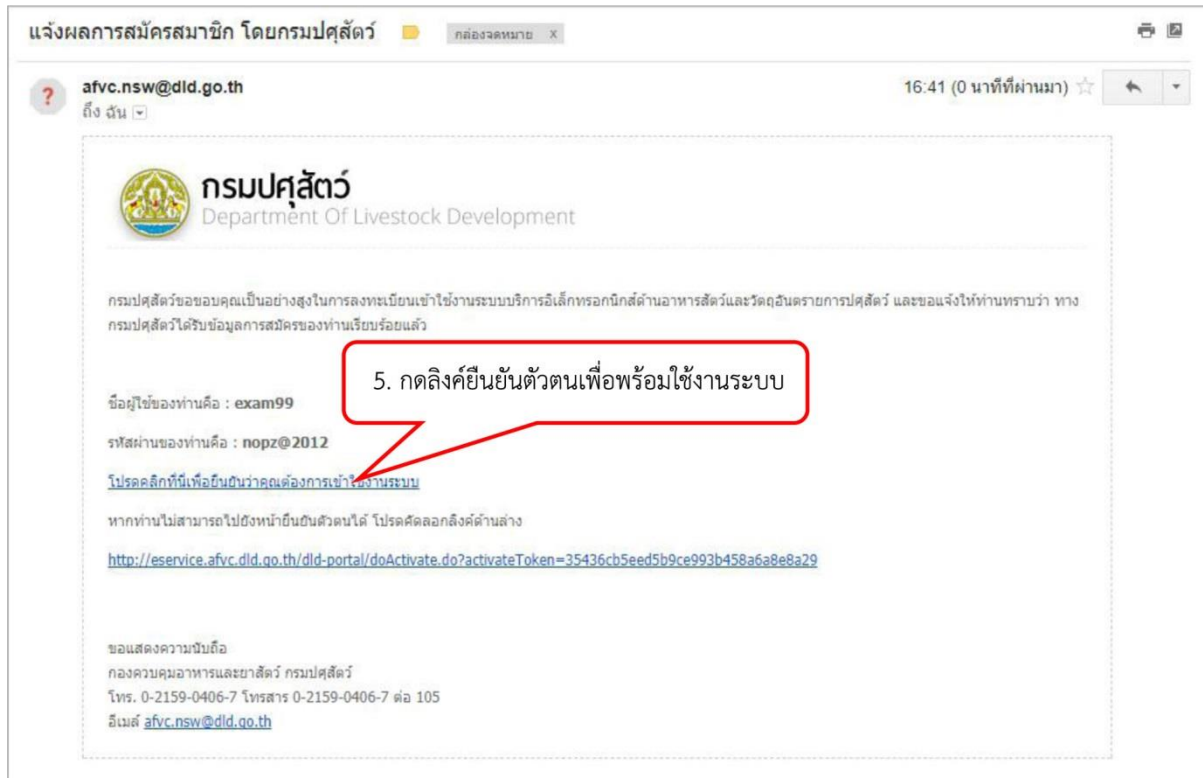 แจ้งผลการสมัครสมาชิก โดยกรมปศุสัตว์ กล่องจดหมาย x
afvc.nsw@dld.go.th 16:41 (0 นาทีที่ผ่านมา)
ถึง ฉัน
?
กรมปศุสัตว์
Department Of Livestock Development
กรมปศุสัตว์ขอขอบคุณเป็นอย่างสูงในการลงทะเบียนเข้าใช้งานระบบบริการอิเล็กทรอกนิกส์ด้านอาหารสัตว์และวัตถุอันตรายการปศุสัตว์ และขอแจ้งให้ท่านทราบว่า ทาง
กรมปศุสัตว์ได้รับข้อมูลการสมัครของท่านเรียบร้อยแล้ว
5. กดลิงค์ยืนยันตัวตนเพื่อพร้อมใช้งานระบบ
ชื่อผู้ใช้ของท่านคือ : exam99
รหัสผ่านของท่านคือ : nopz@2012
โปรดคลิกที่นี่เพื่อยืนยันว่าคุณต้องการเข้าใช้งานระบบ
หากท่านไม่สามารถไปยังหน้ายืนยันตัวตนได้ โปรดคัดลอกลิงค์ด้านล่าง
http://eservice.afvc.dld.go.th/dld-portal/doActivate.do?activateToken=35436cb5eed5b9ce993b458a6a8e8a29
ขอแสดงความนับถือ
กองควบคุมอาหารและยาสัตว์ กรมปศุสัตว์
โทร. 0-2159-0406-7 โทรสาร 0-2159-0406-7 ต่อ 105
อีเมล์ afvc.nsw@dld.go.th